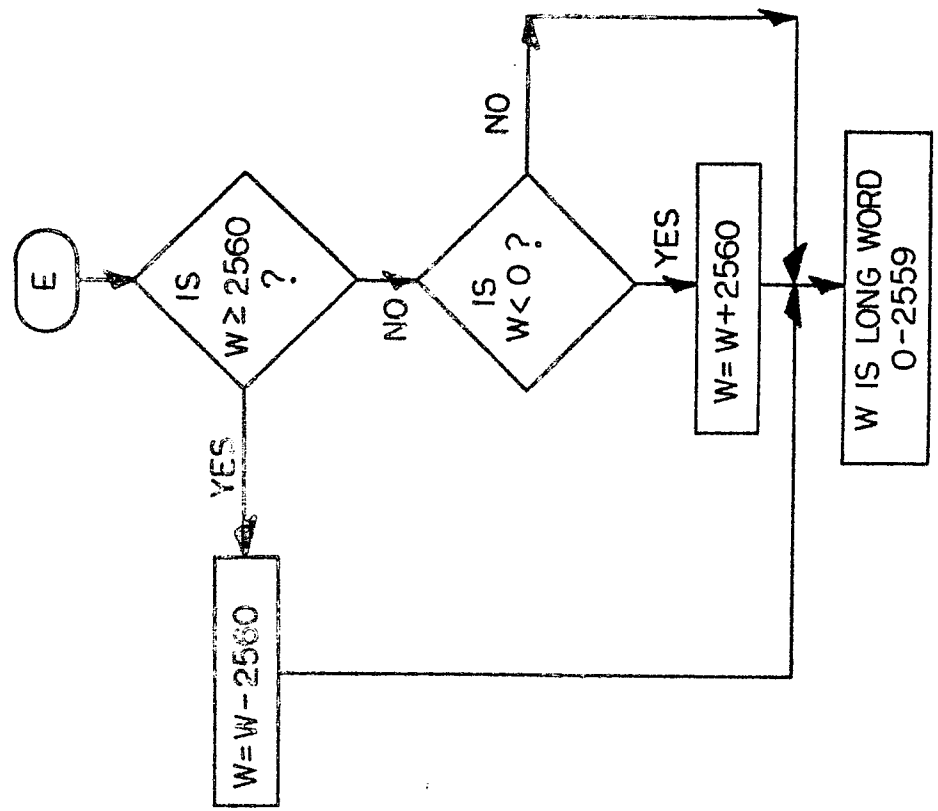 E
IS
W ≥ 2560
?
YES
NO
W = W - 2560
IS
W < 0 ?
NO
YES
W = W + 2560
W IS LONG WORD
0-2559